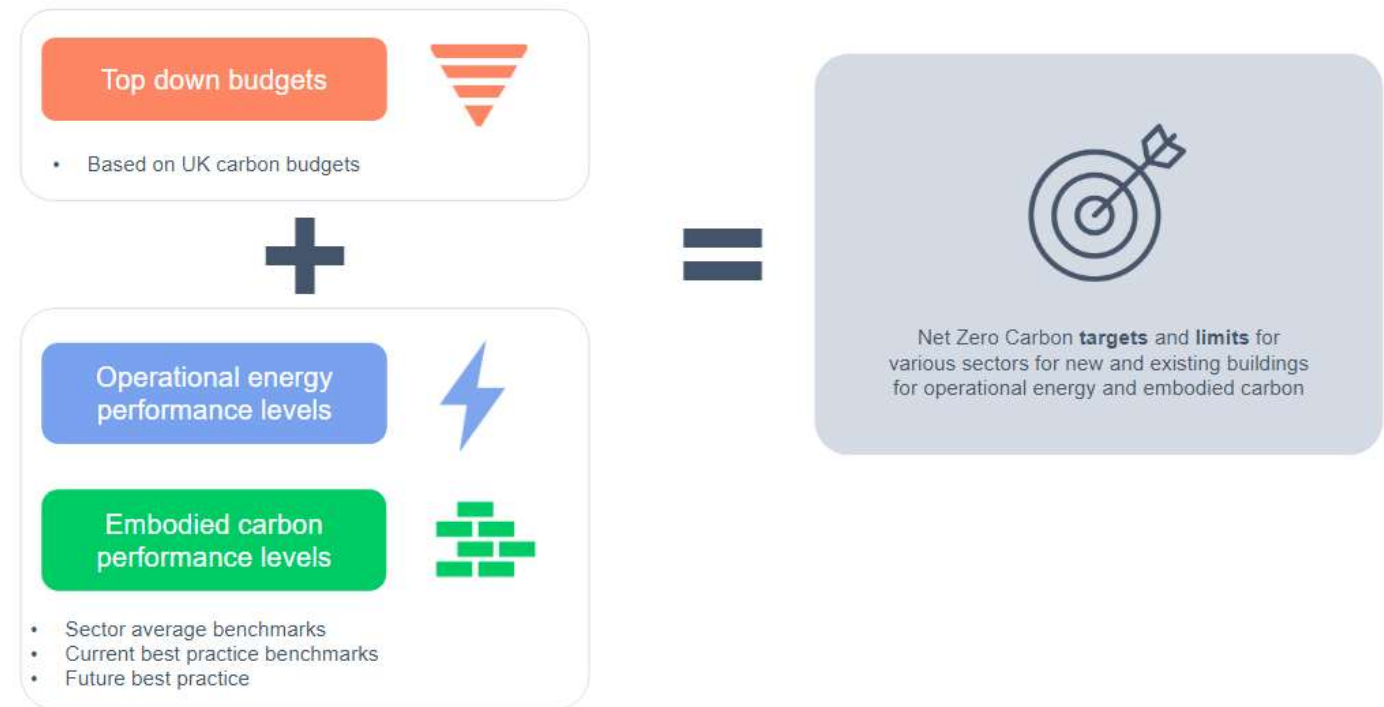 Top down budgets
• Based on UK carbon budgets
Operational energy
performance levels
Embodied carbon
performance levels
• Sector average benchmarks
• Current best practice benchmarks
• Future best practice
Net Zero Carbon targets and limits for
various sectors for new and existing buildings
for operational energy and embodied carbon